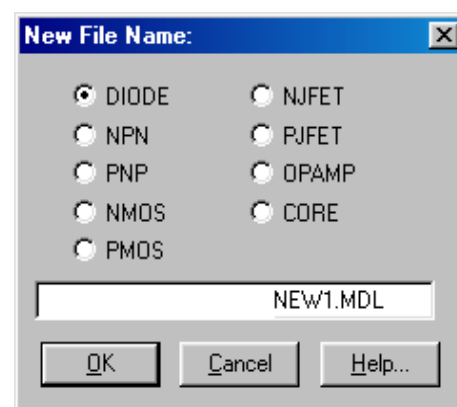 New File Name:
DIODE NJFET
NPN PJFET
PNP OPAMP
NMOS CORE
PMOS
NEW1.MDL
OK Cancel Help...